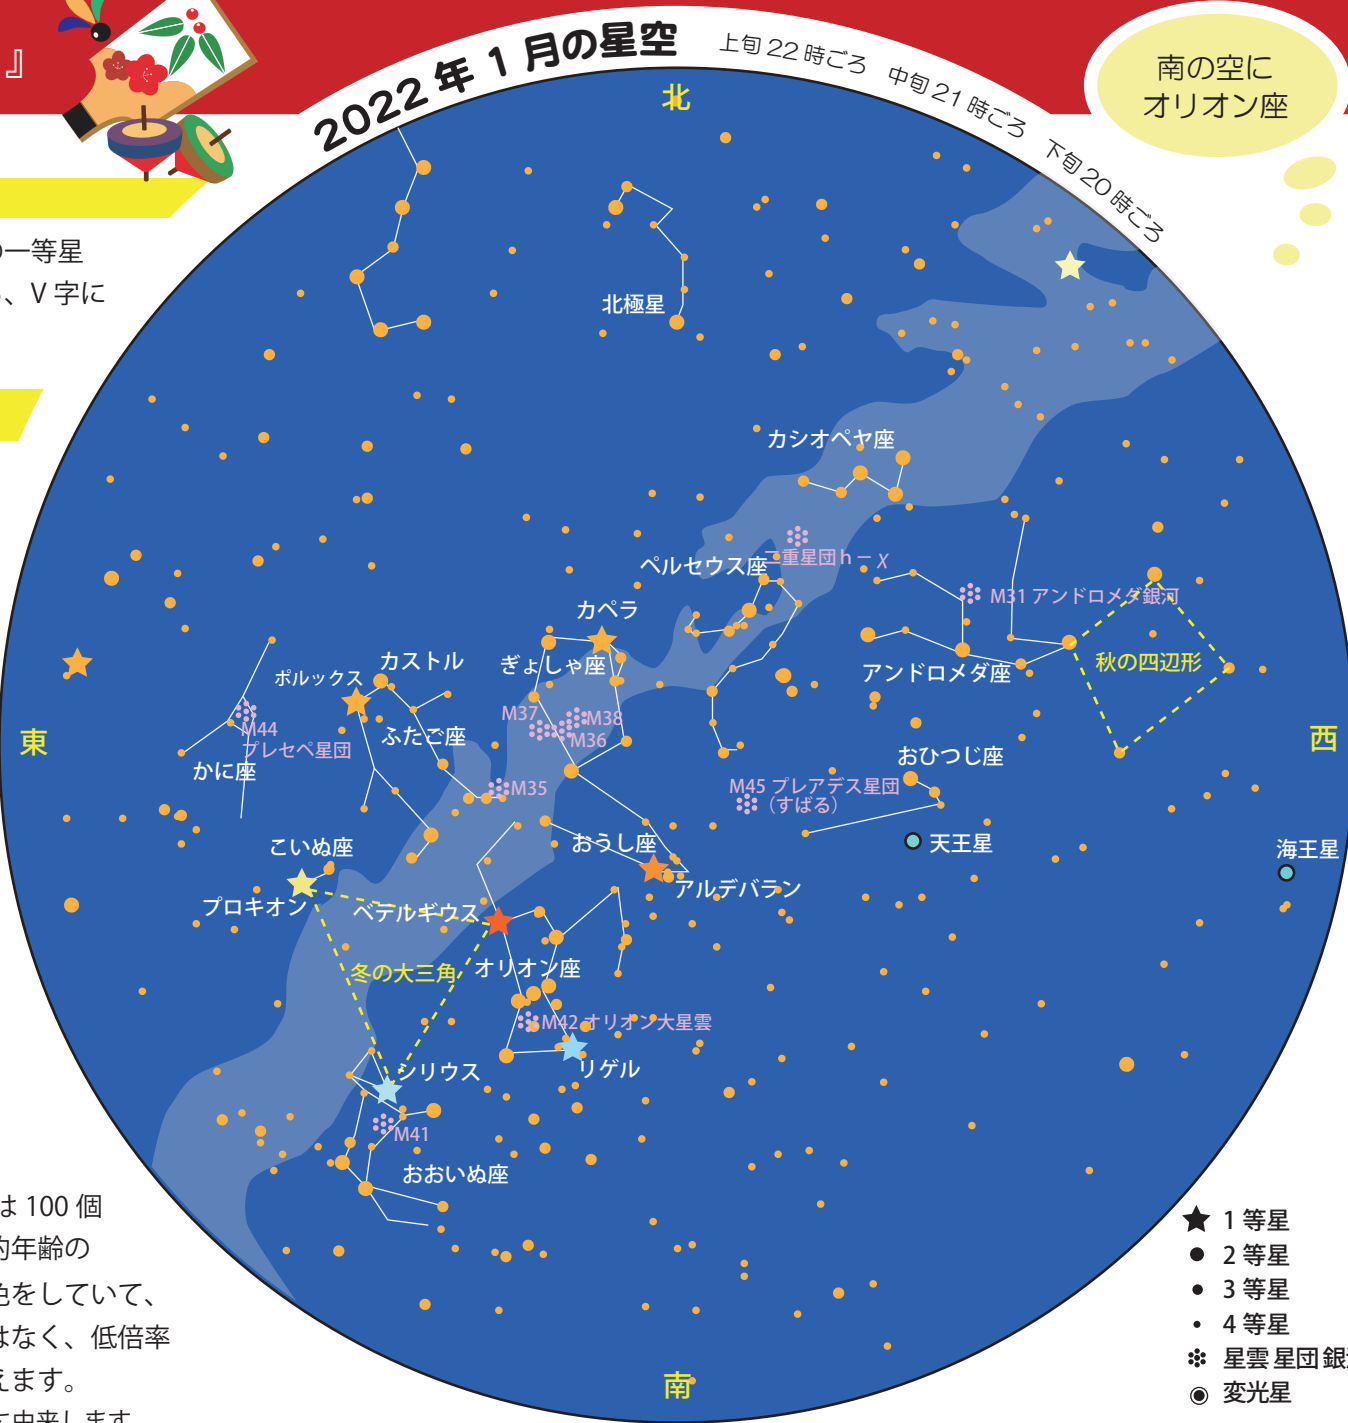 』
2022年1月の星空
上旬22時ごろ 中旬21時ごろ 下旬20時ごろ
南の空に
オリオン座
の一等星
、V字に
北
北極星
カシオペヤ座
二重星団h－χ
ペルセウス座
M31 アンドロメダ銀河
カペラ
ぎょしゃ座
アンドロメダ座
秋の四辺形
カストル
ポルックス
ふたご座
M37
M38
M36
M44
プレセペ星団
かに座
東
西
おひつじ座
M35
M45 プレアデス星団
（すばる）
天王星
海王星
こいぬ座
おうし座
アルデバラン
プロキオン
ベテルギウス
冬の大三角
オリオン座
M42 オリオン大星雲
リゲル
シリウス
M41
おおいぬ座
南
は100個
的年齢の
色をしていて、
はなく、低倍率
えます。
に由来します
1等星
2等星
3等星
4等星
星雲 星団 銀河
変光星